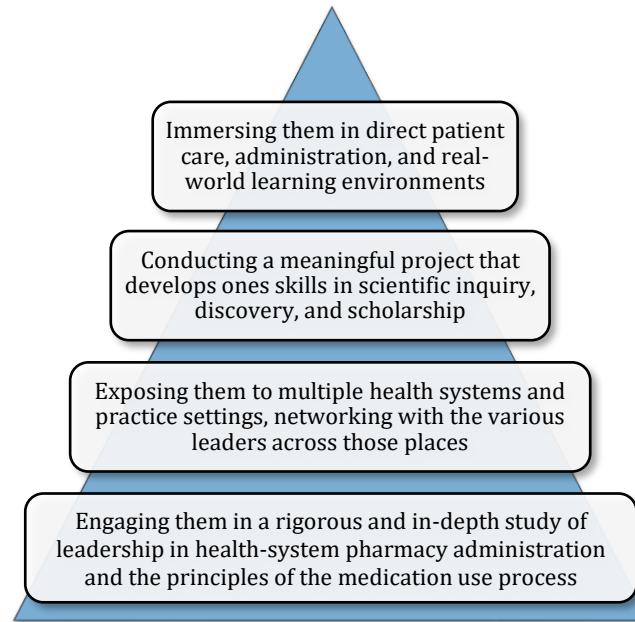 Immersing them in direct patient
care, administration, and real-
world learning environments
Conducting a meaningful project that
develops ones skills in scientific inquiry,
discovery, and scholarship
Exposing them to multiple health systems and
practice settings, networking with the various
leaders across those places
Engaging them in a rigorous and in-depth study of
leadership in health-system pharmacy administration
and the principles of the medication use process